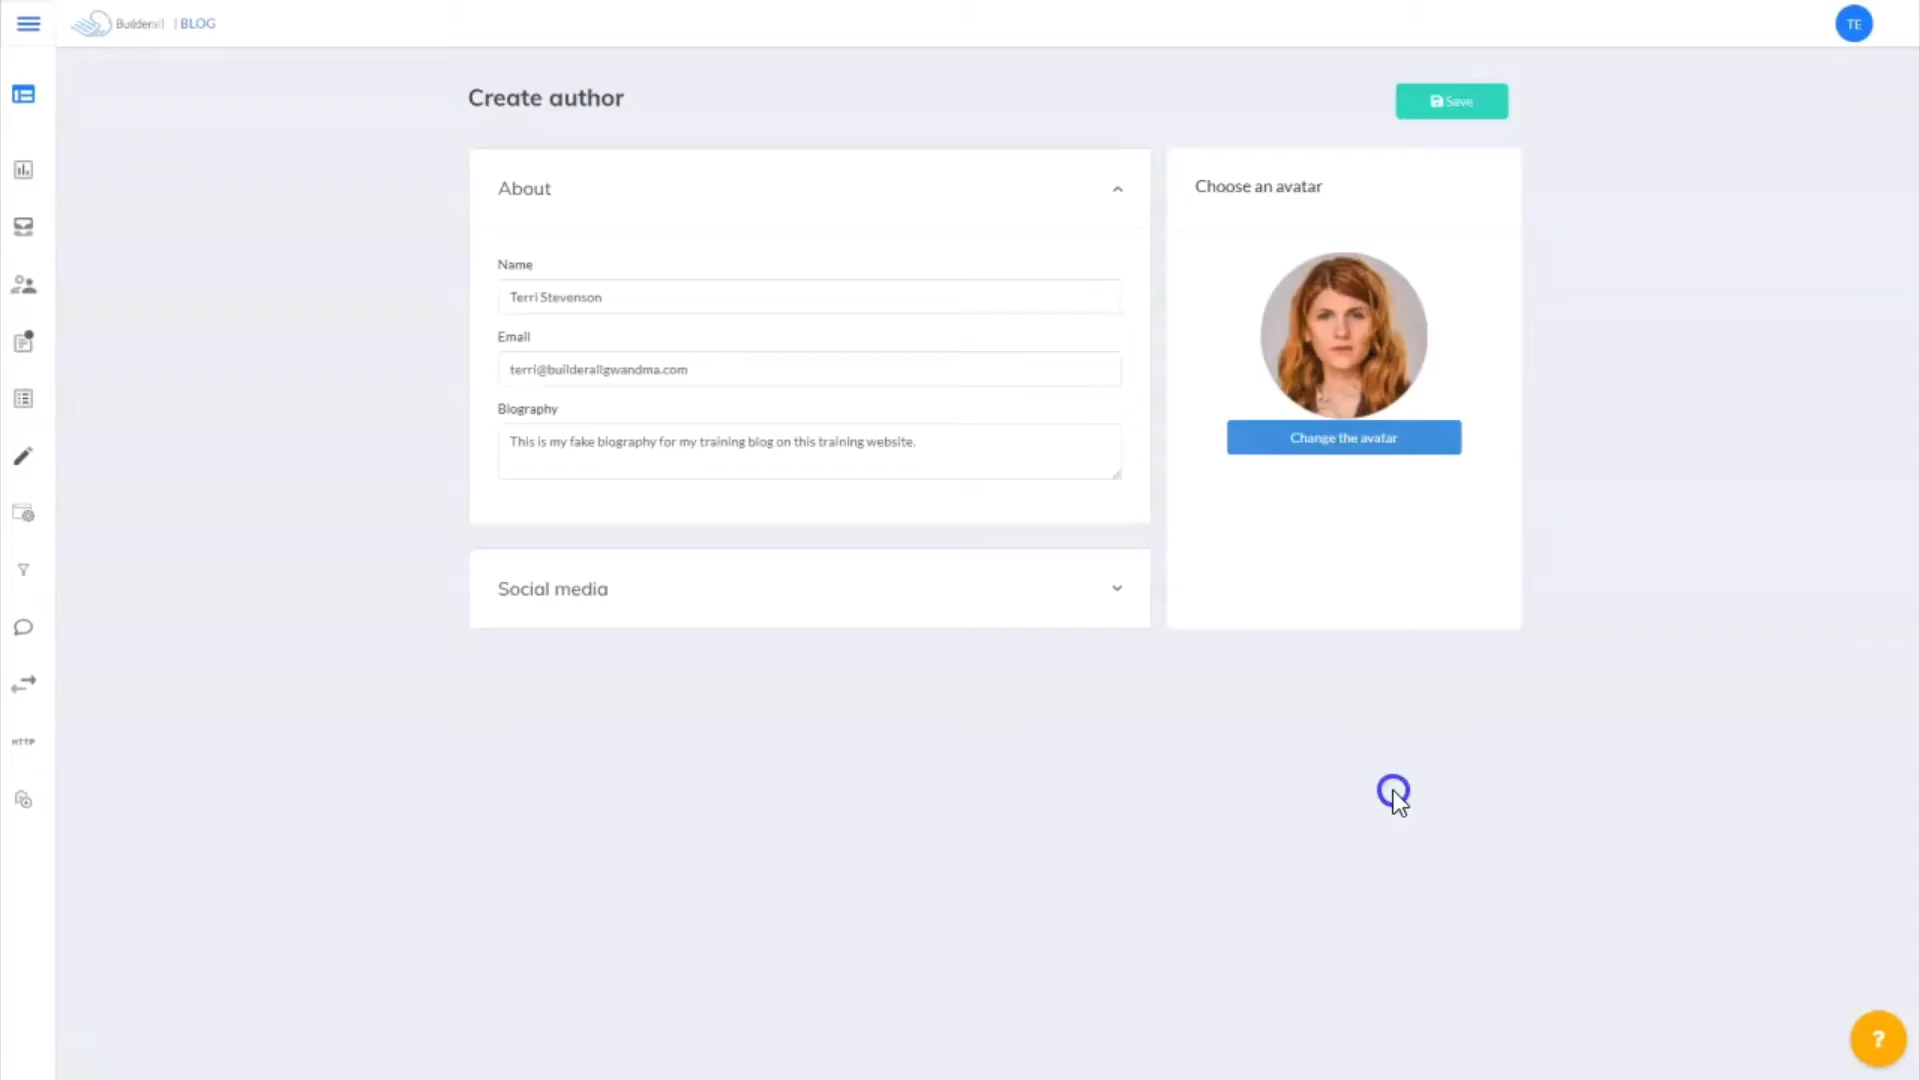 Builderall | BLOG
TE
Create author
Save
About
Choose an avatar
Name
Terri Stevenson
Email
terri@builderallgwandma.com
Biography
This is my fake biography for my training blog on this training website.
Change the avatar
Social media
HTTP
?